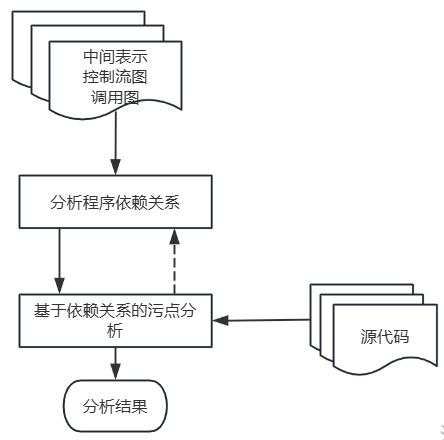 中间表示
控制流图
调用图
分析程序依赖关系
基于依赖关系的污点分
析
源代码
分析结果